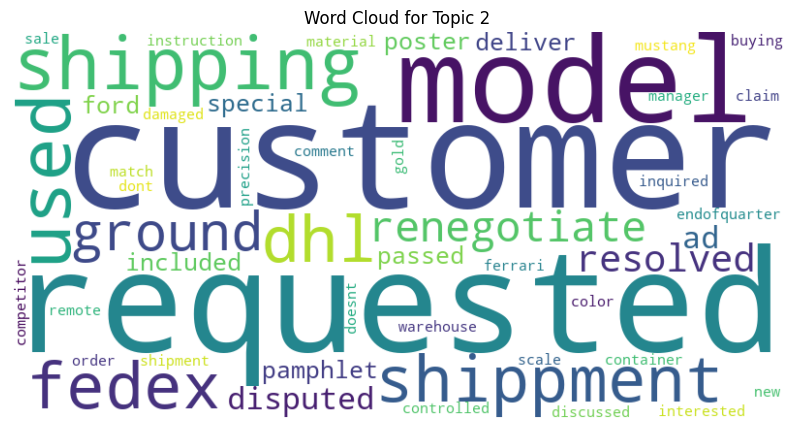 Word Cloud for Topic 2
sale instruction material poster deliver mustang buying
shipping model
ford damaged special manager claim
used customer
precision comment gold
match dont inquired
ground dhl renegotiate endofquarter
ad
included passed resolved
competitor requested ferrari
remote doesnt color
warehouse
order shipment pamphlet scale container
fedex disputed shippment new
controlled discussed interested